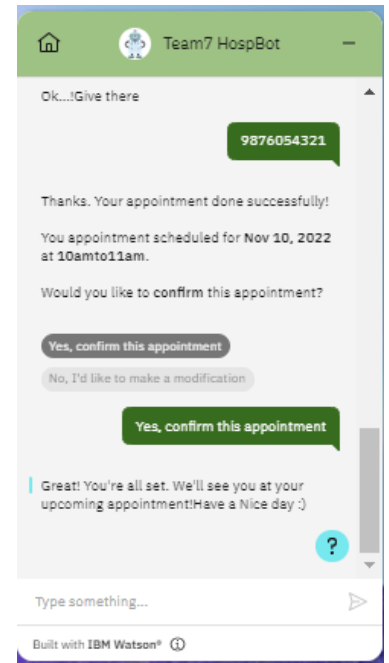 Team7 HospBot
Ok...!Give there
9876054321
Thanks. Your appointment done successfully!
You appointment scheduled for Nov 10, 2022
at 10amto11am.
Would you like to confirm this appointment?
Yes, confirm this appointment
No, I'd like to make a modification
Yes, confirm this appointment
Great! You're all set. We'll see you at your
upcoming appointment!Have a Nice day :)
?
Type something...
Built with IBM Watson®